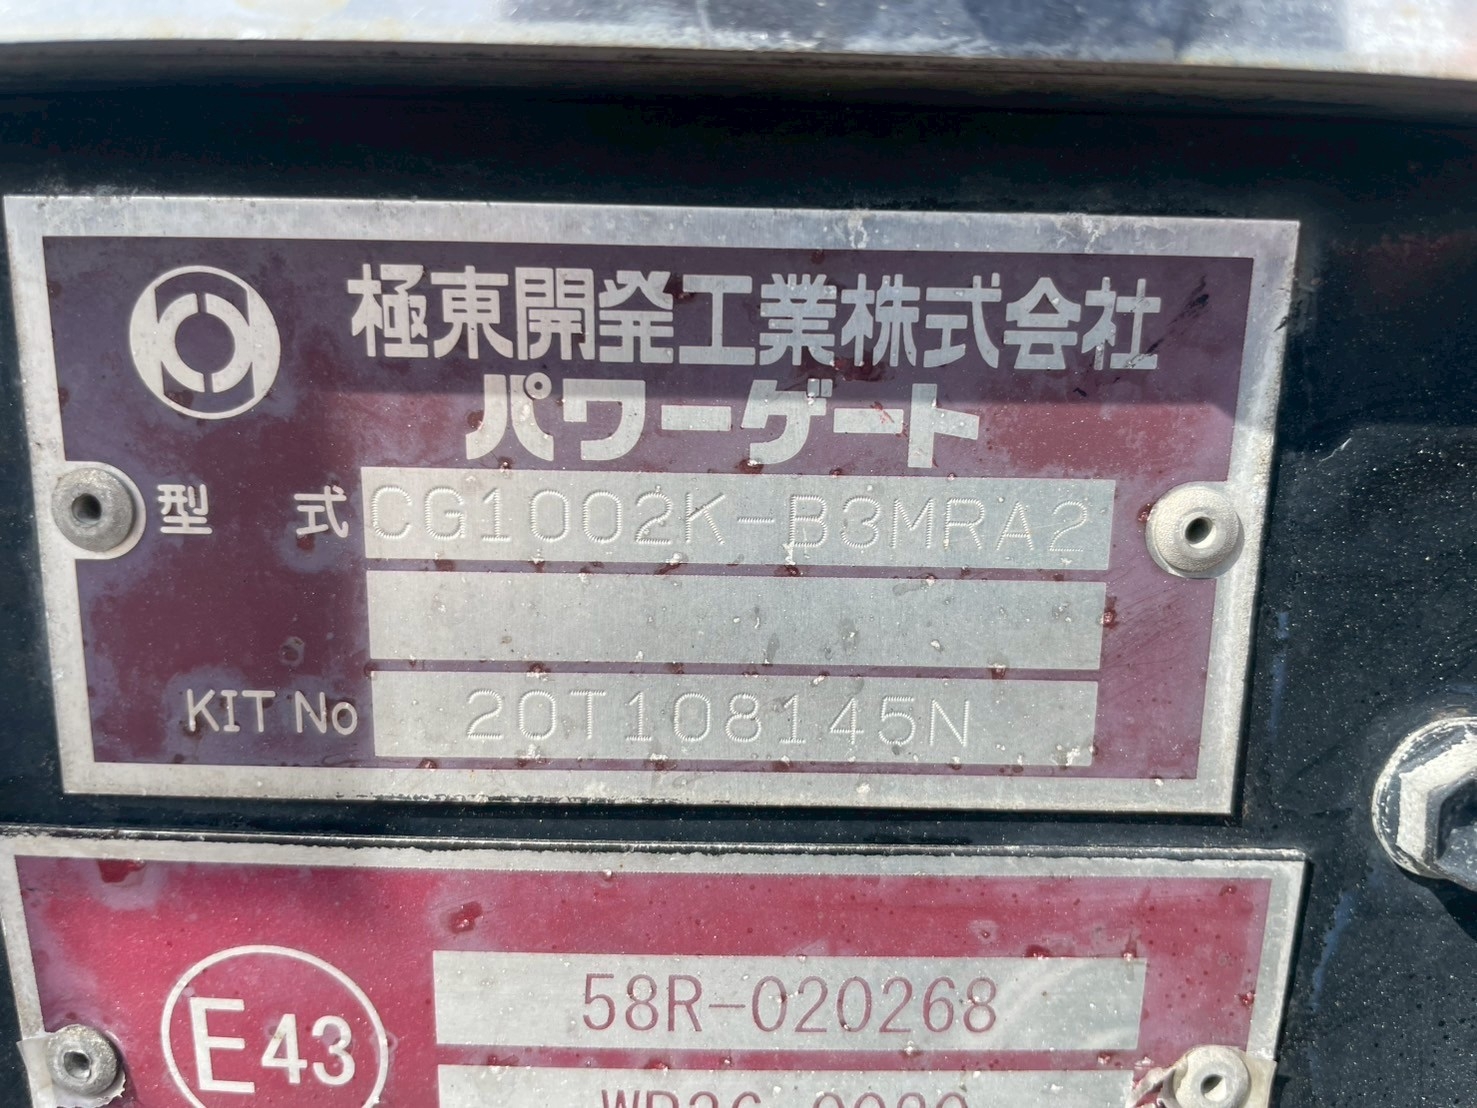 極東開発工業株式会社
パワーゲート
型 式 CG1002K-B3MRA2
KIT No 20T108145N
E 43 58R-020268